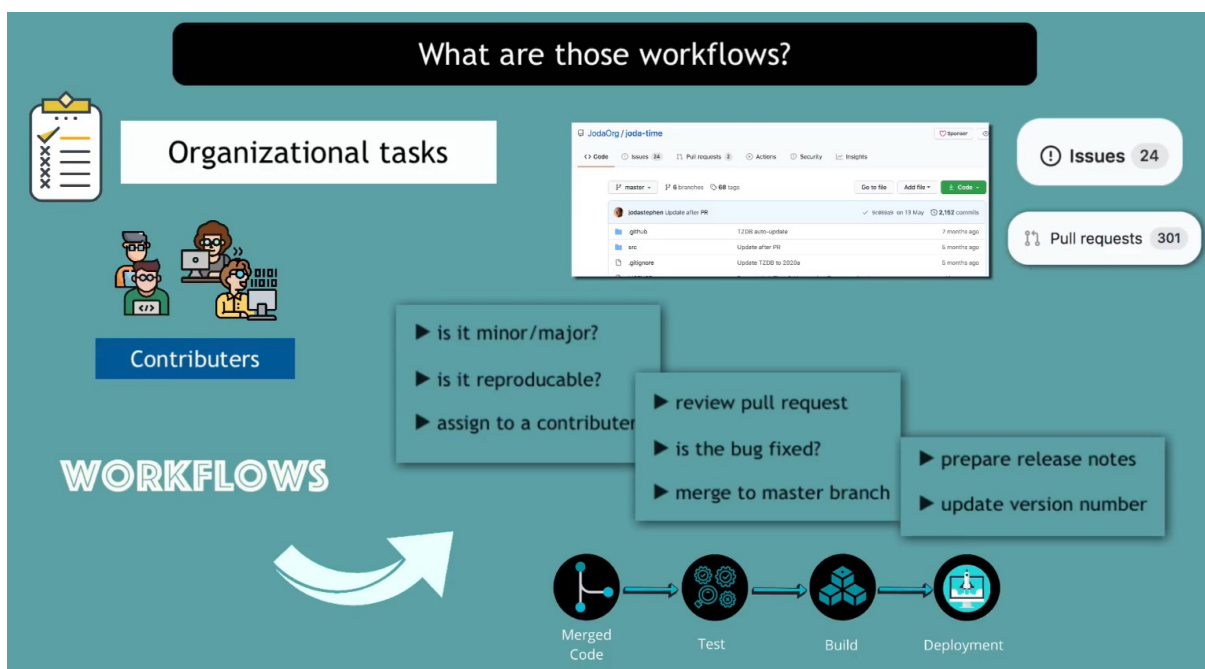 What are those workflows?
Organizational tasks
JodaOrg / joda-time
Sponsor
Code
Issues 24
Pull requests 2
Actions
Security
Insights
master
6 branches
68 tags
Go to file
Add file
Code
jodastephen Update after PR
on 13 May
2,152 commits
.github
TZDB auto-update
7 months ago
src
Update after PR
6 months ago
.gitignore
Update TZDB to 2020a
5 months ago
Issues 24
Pull requests 301
Contributers
is it minor/major?
is it reproducable?
assign to a contributer
review pull request
is the bug fixed?
merge to master branch
prepare release notes
update version number
WORKFLOWS
Merged
Code
Test
Build
Deployment